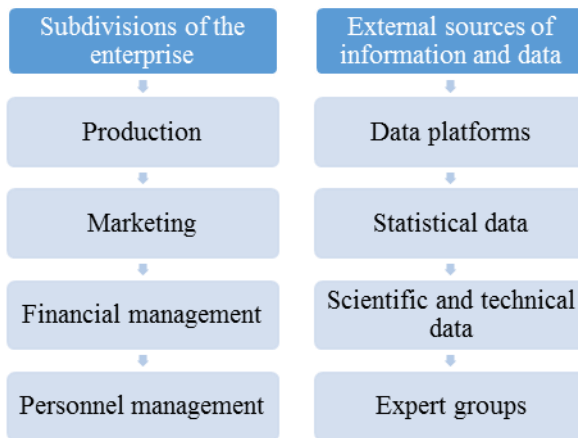 Subdivisions of the
enterprise
Production
Marketing
Financial management
Personnel management
External sources of
information and data
Data platforms
Statistical data
Scientific and technical
data
Expert groups